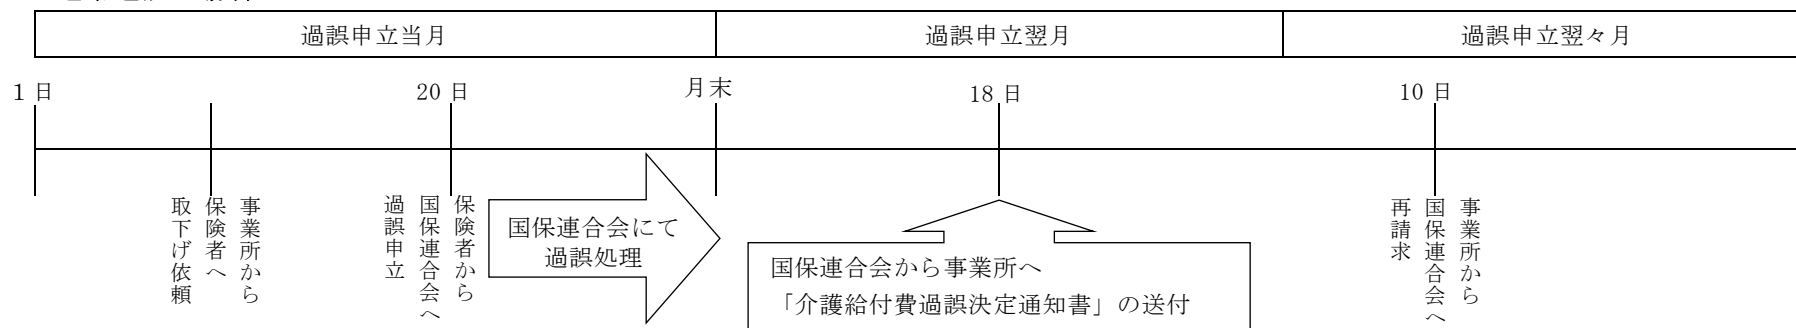 過誤申立当月
過誤申立翌月
過誤申立翌々月
1日
20日
月末
18日
10日
事業所から
保険者へ
取下げ依頼
保険者から
国保連合会へ
過誤申立
国保連合会にて
過誤処理
国保連合会から事業所へ
「介護給付費過誤決定通知書」の送付
事業所から
国保連合会へ
再請求